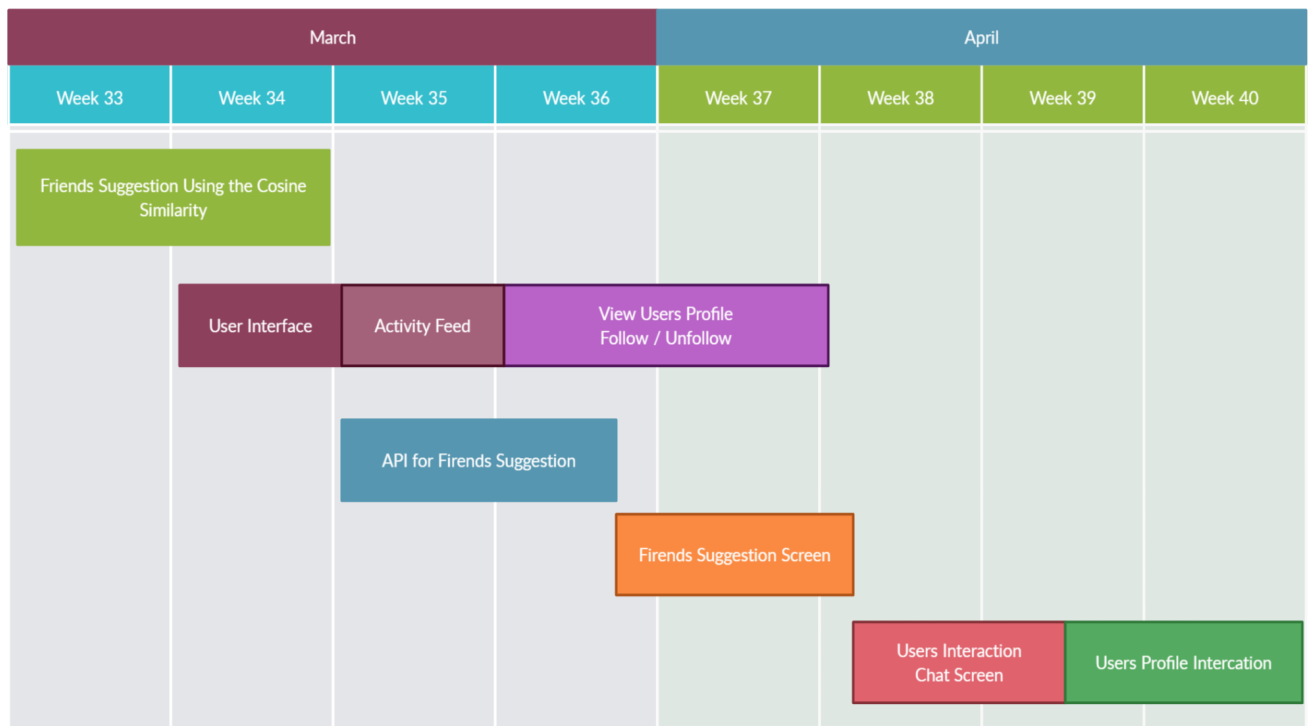 March
April
Week 33
Week 34
Week 35
Week 36
Week 37
Week 38
Week 39
Week 40
Friends Suggestion Using the Cosine
Similarity
User Interface
Activity Feed
View Users Profile
Follow / Unfollow
API for Firends Suggestion
Firends Suggestion Screen
Users Interaction
Chat Screen
Users Profile Intercation